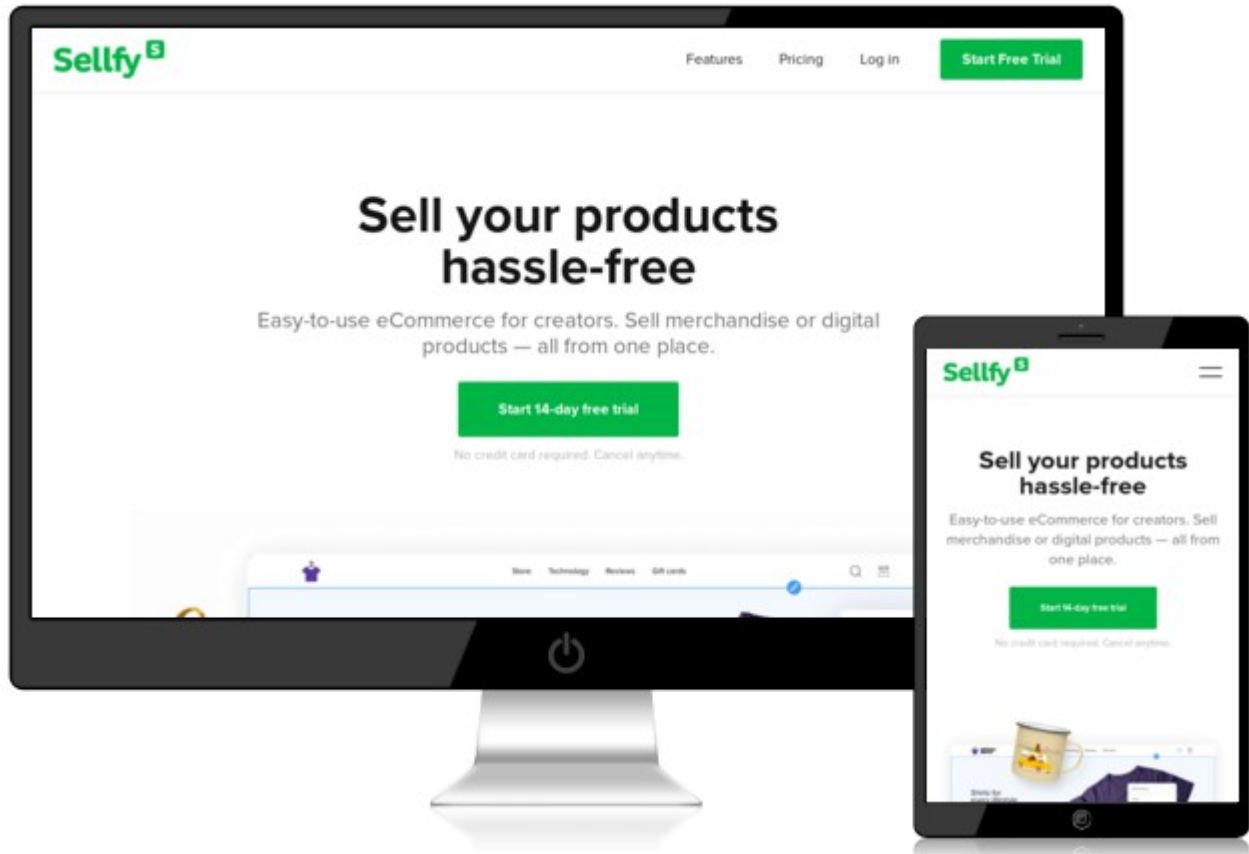 Sellfy S
Features Pricing Log in Start Free Trial
Sell your products
hassle-free
Easy-to-use eCommerce for creators. Sell merchandise or digital
products — all from one place.
Start 14-day free trial
No credit card required. Cancel anytime.
Store Technology Reviews Gift cards
Sellfy S
Sell your products
hassle-free
Easy-to-use eCommerce for creators. Sell
merchandise or digital products — all from
one place.
Start 14-day free trial
No credit card required. Cancel anytime.
Shirts for
every lifestyle